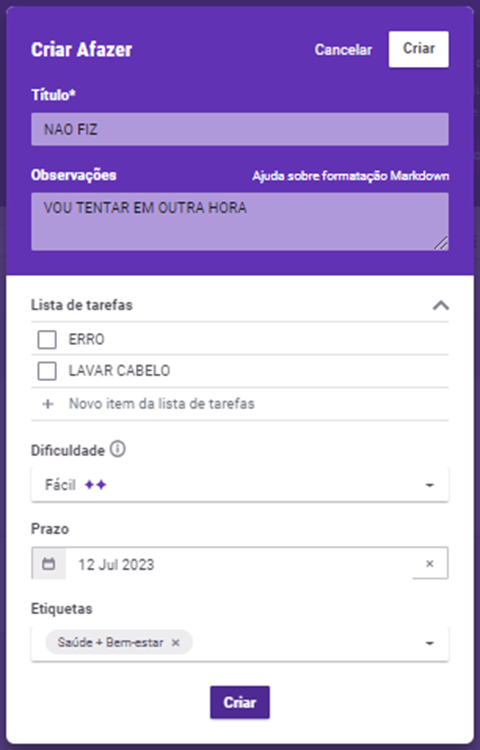 Criar Afazer
Cancelar
Criar
Título*
NAO FIZ
Observações
Ajuda sobre formatação Markdown
VOU TENTAR EM OUTRA HORA
Lista de tarefas
ERRO
LAVAR CABELO
+ Novo item da lista de tarefas
Dificuldade
Fácil
Prazo
12 Jul 2023
Etiquetas
Saúde + Bem-estar
Criar